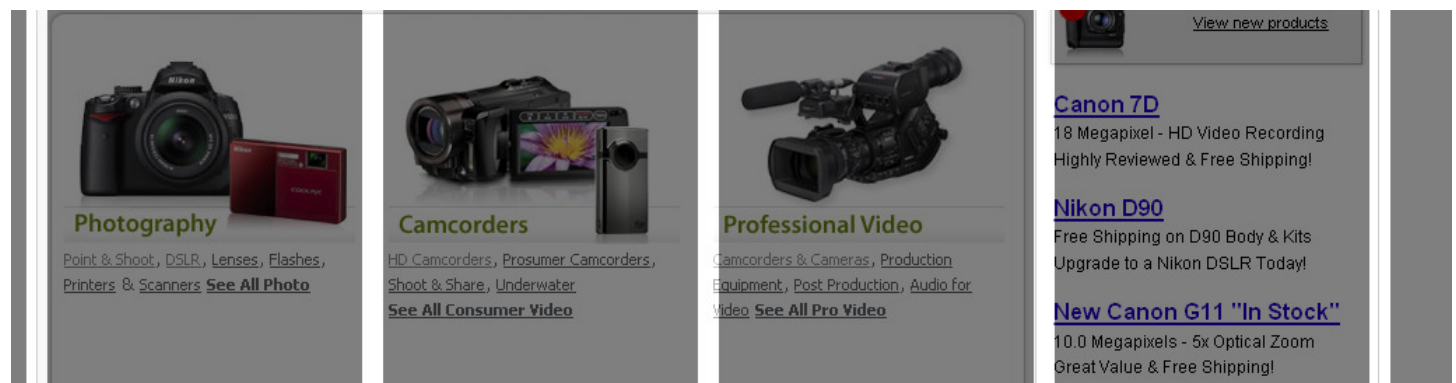 View new products
Nikon
Nikon
COOLPIX
Photography
Point & Shoot, DSLR, Lenses, Flashes,
Printers & Scanners See All Photo
Camcorders
HD Camcorders, Prosumer Camcorders,
Shoot & Share, Underwater
See All Consumer Video
Professional Video
Camcorders & Cameras, Production
Equipment, Post Production, Audio for
Video See All Pro Video
Canon 7D
18 Megapixel - HD Video Recording
Highly Reviewed & Free Shipping!
Nikon D90
Free Shipping on D90 Body & Kits
Upgrade to a Nikon DSLR Today!
New Canon G11 "In Stock"
10.0 Megapixels - 5x Optical Zoom
Great Value & Free Shipping!